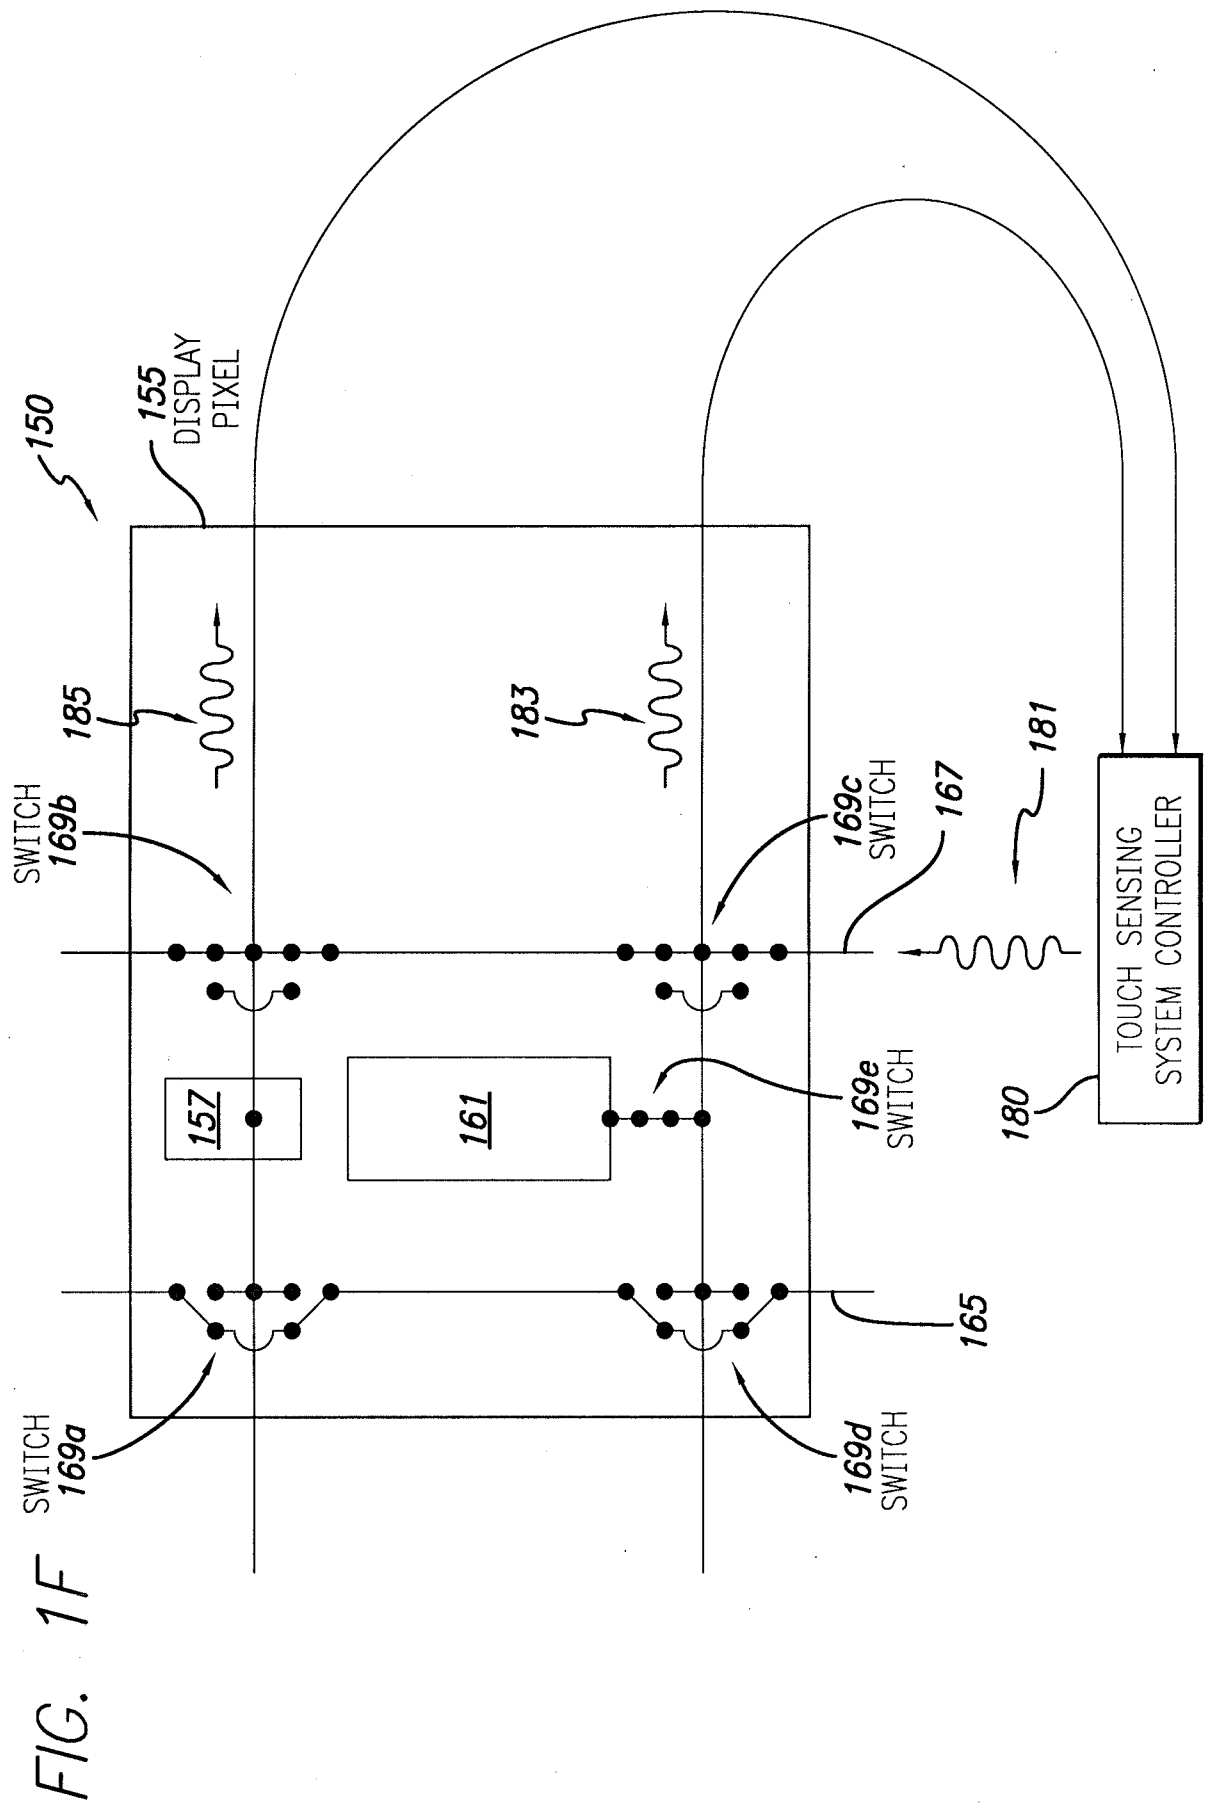 FIG. 1F
150
155
DISPLAY
PIXEL
SWITCH
169a
SWITCH
169b
185
157
161
183
169e
SWITCH
169d
SWITCH
169c
SWITCH
165
167
181
180
TOUCH SENSING
SYSTEM CONTROLLER